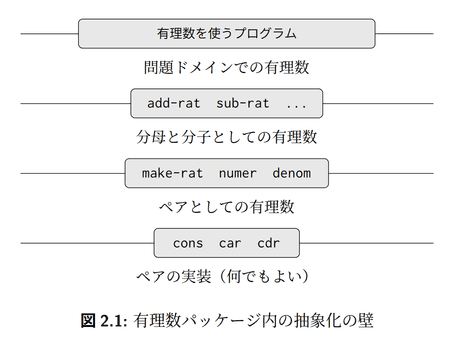 有理数を使うプログラム
問題ドメインでの有理数
add-rat sub-rat ...
分母と分子としての有理数
make-rat numer denom
ペアとしての有理数
cons car cdr
ペアの実装（何でもよい）
図 2.1: 有理数パッケージ内の抽象化の壁